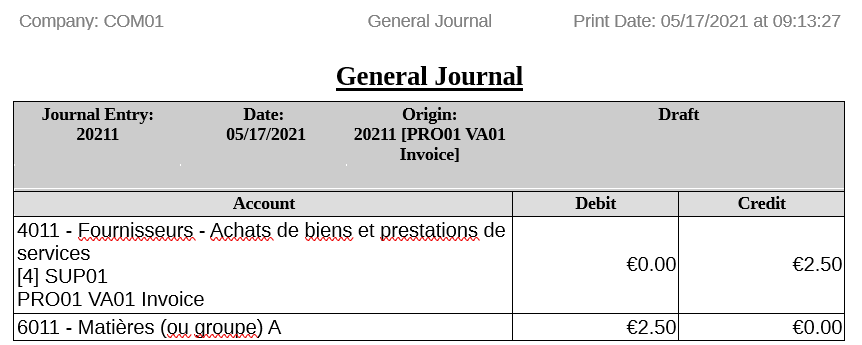 Company: COM01 General Journal Print Date: 05/17/2021 at 09:13:27
General Journal
Journal Entry: Date: Origin: Draft
20211 05/17/2021 20211 [PRO01 VA01
Invoice]
Account Debit Credit
4011 - Fournisseurs - Achats de biens et prestations de
services
€0.00 €2.50
[4] SUP01
PRO01 VA01 Invoice
6011 - Matières (ou groupe) A €2.50 €0.00